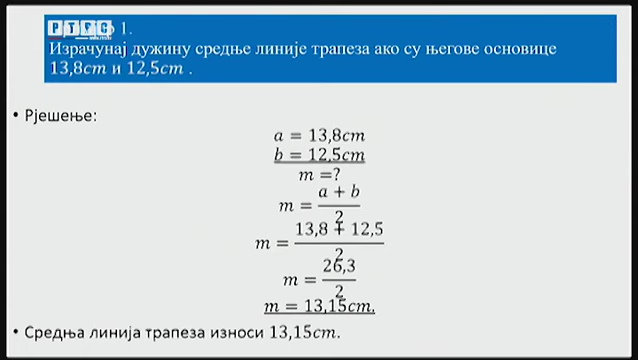 РТРС 1.
Израчунај дужину средње линије трапеза ако су његове основице
13,8cm и 12,5cm .
• Рјешење:
a = 13,8cm
b = 12,5cm
m =?
m = a + b / 2
m = 13,8 + 12,5 / 2
m = 26,3 / 2
m = 13,15cm.
• Средња линија трапеза износи 13,15cm.